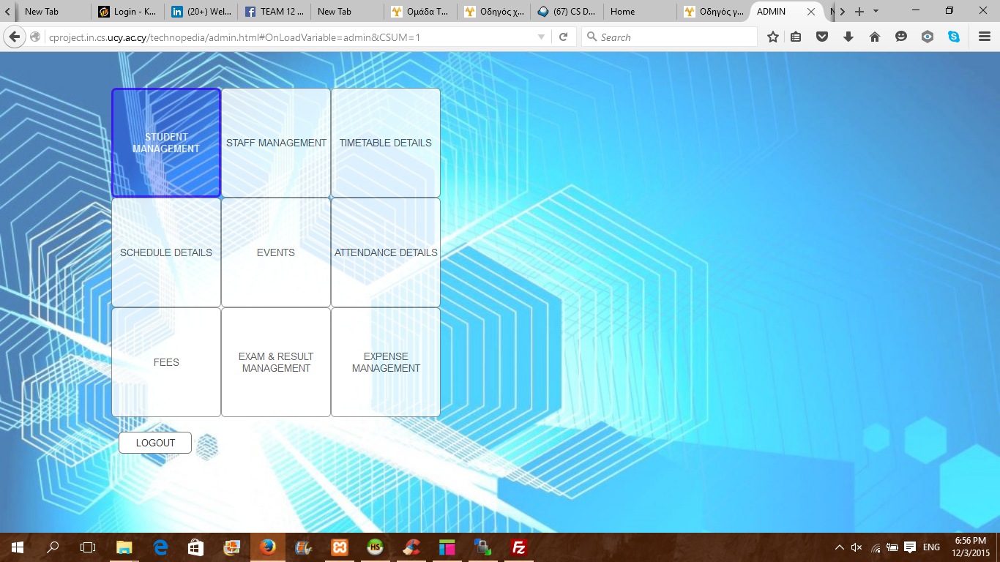 New Tab
Login - K...
(20+) Wel...
TEAM 12 ...
New Tab
Ομάδα Τ...
Οδηγός χ...
(67) CS D...
Home
Οδηγός γ...
ADMIN
cproject.in.cs.ucy.ac.cy/technopedia/admin.html#OnLoadVariable=admin&CSUM=1
Search
STUDENT
MANAGEMENT
STAFF MANAGEMENT
TIMETABLE DETAILS
SCHEDULE DETAILS
EVENTS
ATTENDANCE DETAILS
FEES
EXAM & RESULT
MANAGEMENT
EXPENSE
MANAGEMENT
LOGOUT
HS
ENG
6:56 PM
12/3/2015